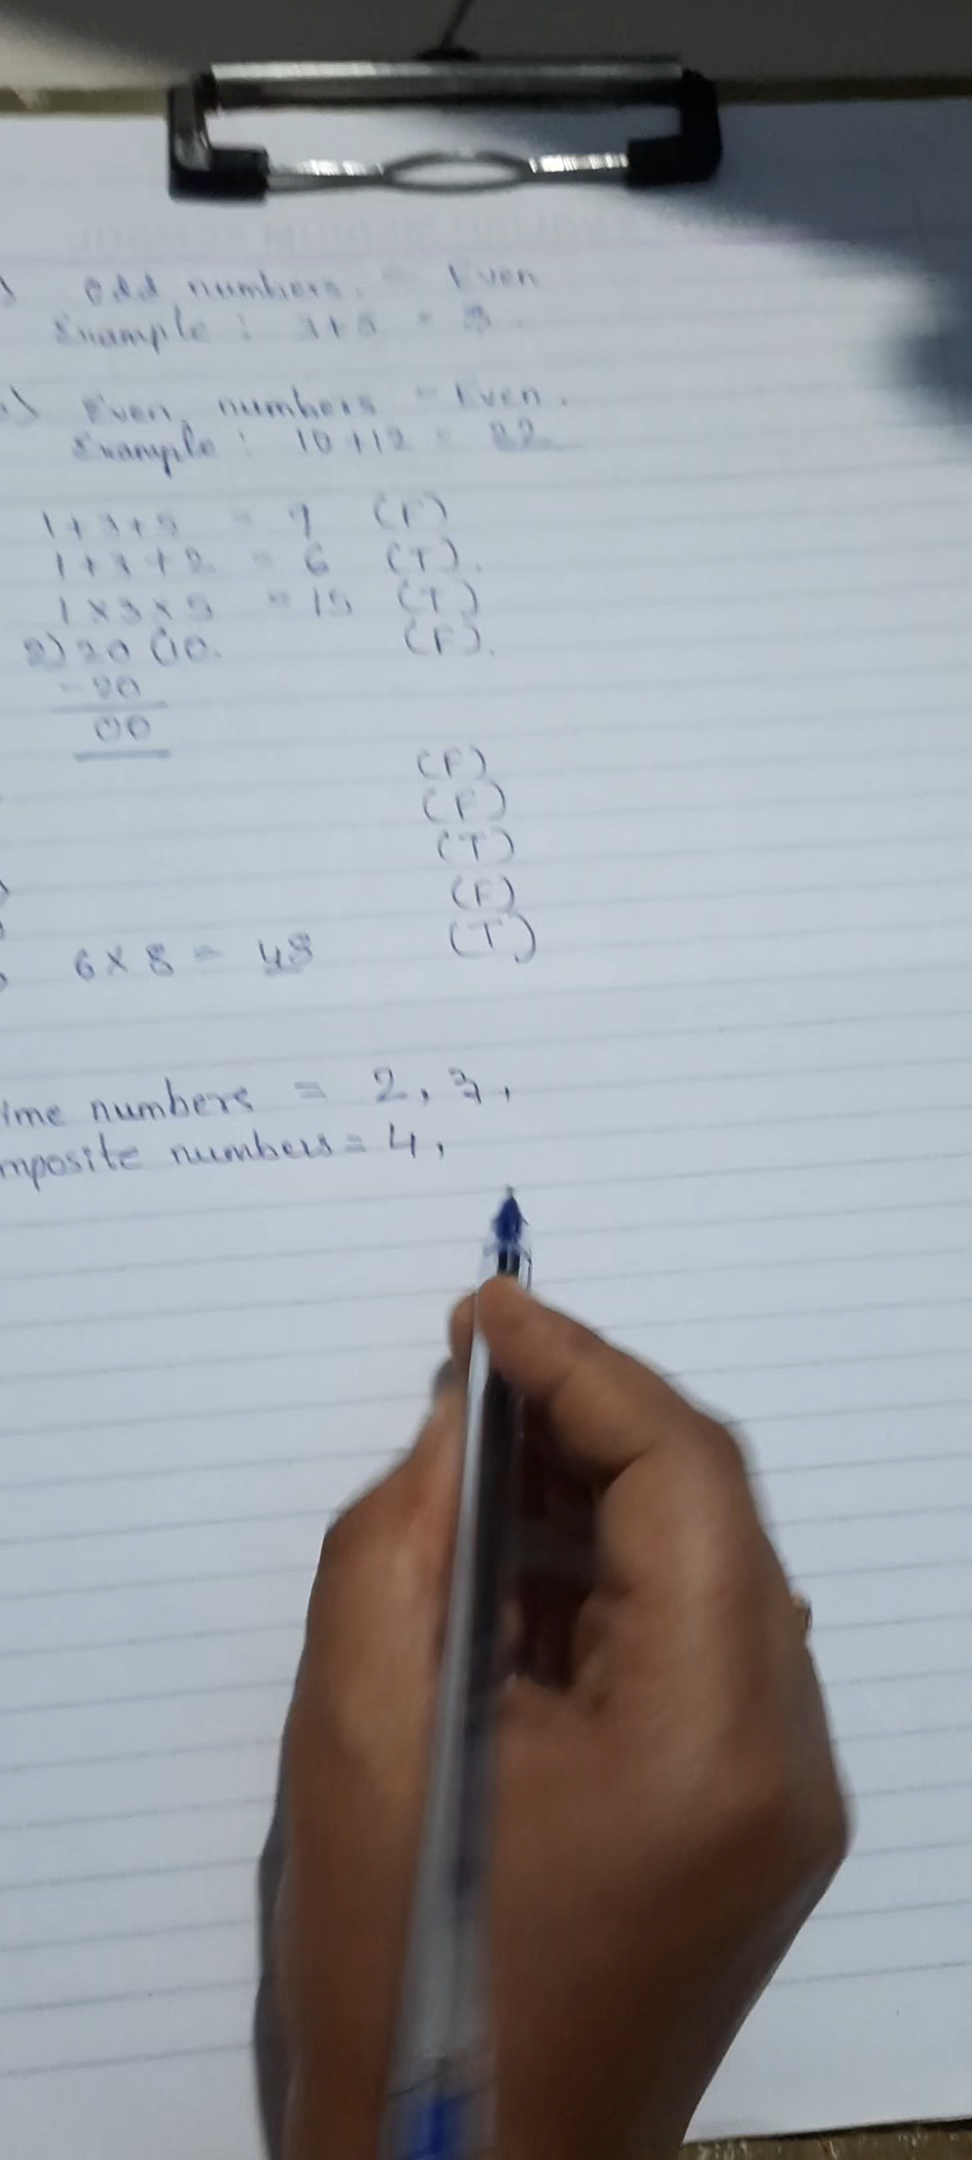 ) Odd numbers. = Even
Example : 3+5 = 8.
) Even numbers = Even.
Example : 10+12 = 22
1+3+5 = 9 (F)
1+3+2 = 6 (T).
1×3×5 = 15 (T)
2) 20 (10. (F).
-20
00
(F)
(F)
(T)
(F)
6×8 = 48 (T)
ime numbers = 2, 3,
mposite numbers = 4,